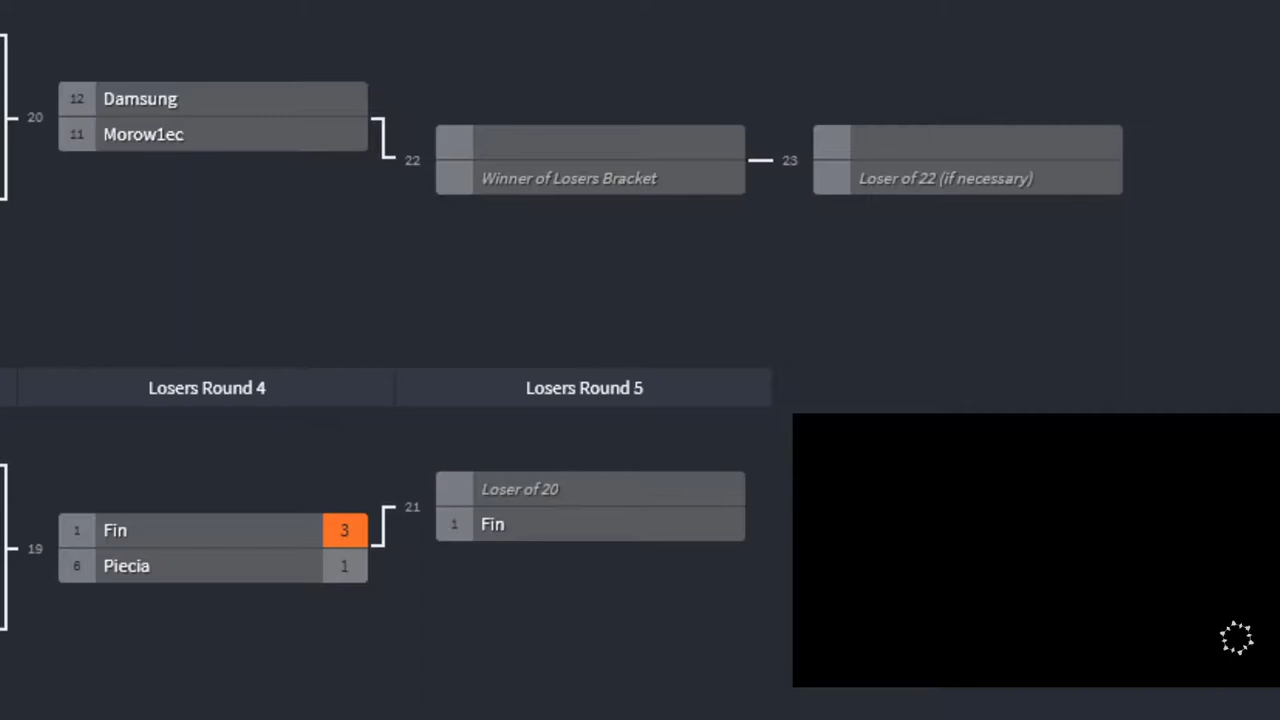 20
12 Damsung
11 Morow1ec
22
Winner of Losers Bracket
23
Loser of 22 (if necessary)
Losers Round 4
Losers Round 5
19
1 Fin 3
6 Piecia 1
21
Loser of 20
1 Fin